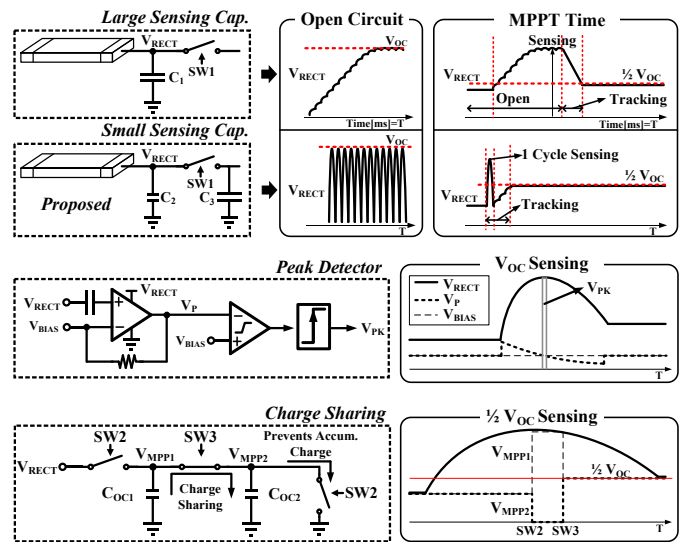 Large Sensing Cap.
V_RECT
SW1
C_1
Open Circuit
V_OC
V_RECT
Time[ms]=T
MPPT Time
Sensing
V_RECT
½ V_OC
Open
Tracking
Time[ms]=T
Small Sensing Cap.
V_RECT
SW1
Proposed
C_2
C_3
V_OC
V_RECT
T
1 Cycle Sensing
½ V_OC
V_RECT
Tracking
T
Peak Detector
V_RECT
V_RECT
V_P
V_BIAS
V_BIAS
V_PK
+
−
−
+
V_OC Sensing
V_RECT
V_P
V_BIAS
V_PK
T
Charge Sharing
SW2
SW3
Prevents Accum.
Charge
V_RECT
V_MPP1
V_MPP2
C_OC1
Charge
Sharing
C_OC2
SW2
½ V_OC Sensing
V_MPP1
½ V_OC
V_MPP2
SW2
SW3
T